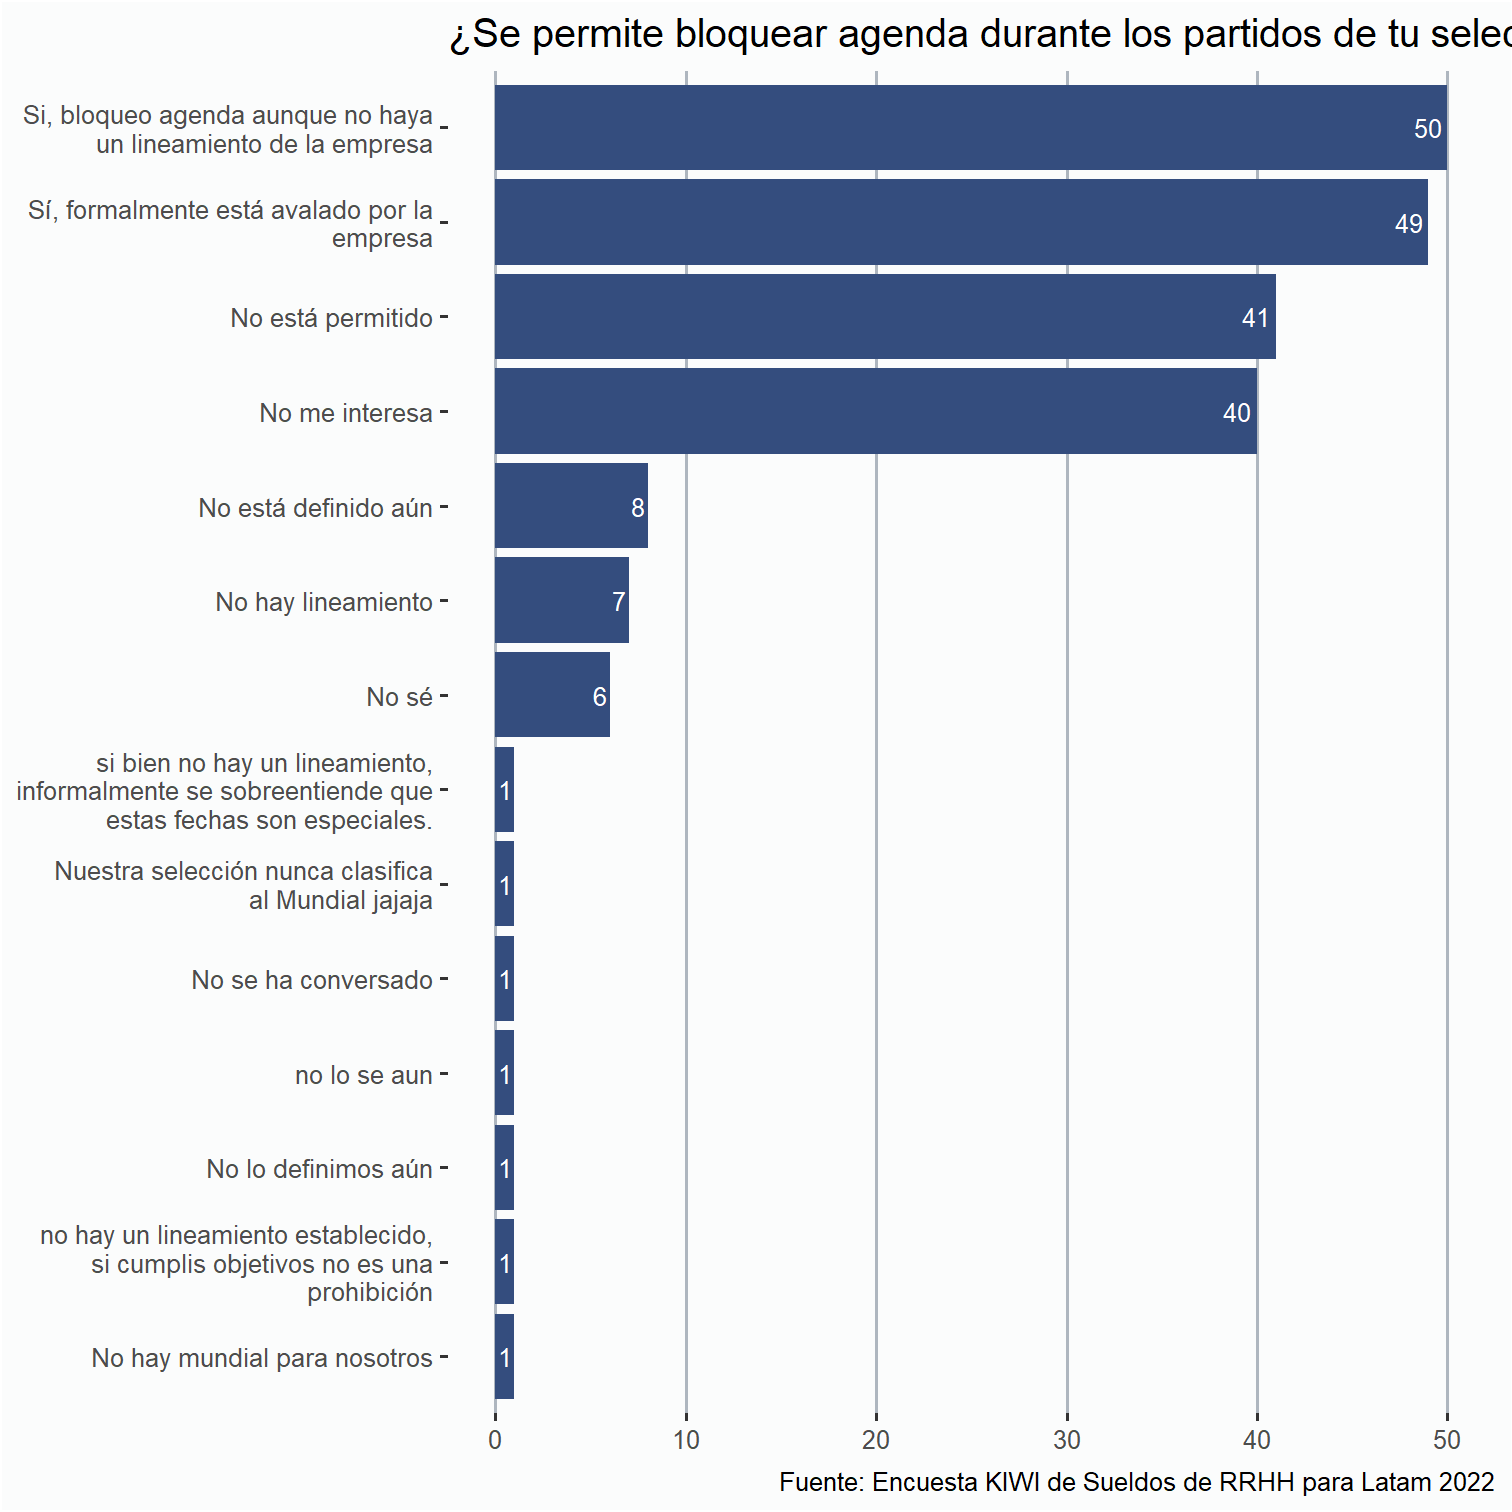 ¿Se permite bloquear agenda durante los partidos de tu selec
Si, bloqueo agenda aunque no haya
un lineamiento de la empresa
50
Sí, formalmente está avalado por la
empresa
49
No está permitido
41
No me interesa
40
No está definido aún
8
No hay lineamiento
7
No sé
6
si bien no hay un lineamiento,
informalmente se sobreentiende que
estas fechas son especiales.
1
Nuestra selección nunca clasifica
al Mundial jajaja
1
No se ha conversado
1
no lo se aun
1
No lo definimos aún
1
no hay un lineamiento establecido,
si cumplis objetivos no es una
prohibición
1
No hay mundial para nosotros
1
0 10 20 30 40 50
Fuente: Encuesta KIWI de Sueldos de RRHH para Latam 2022